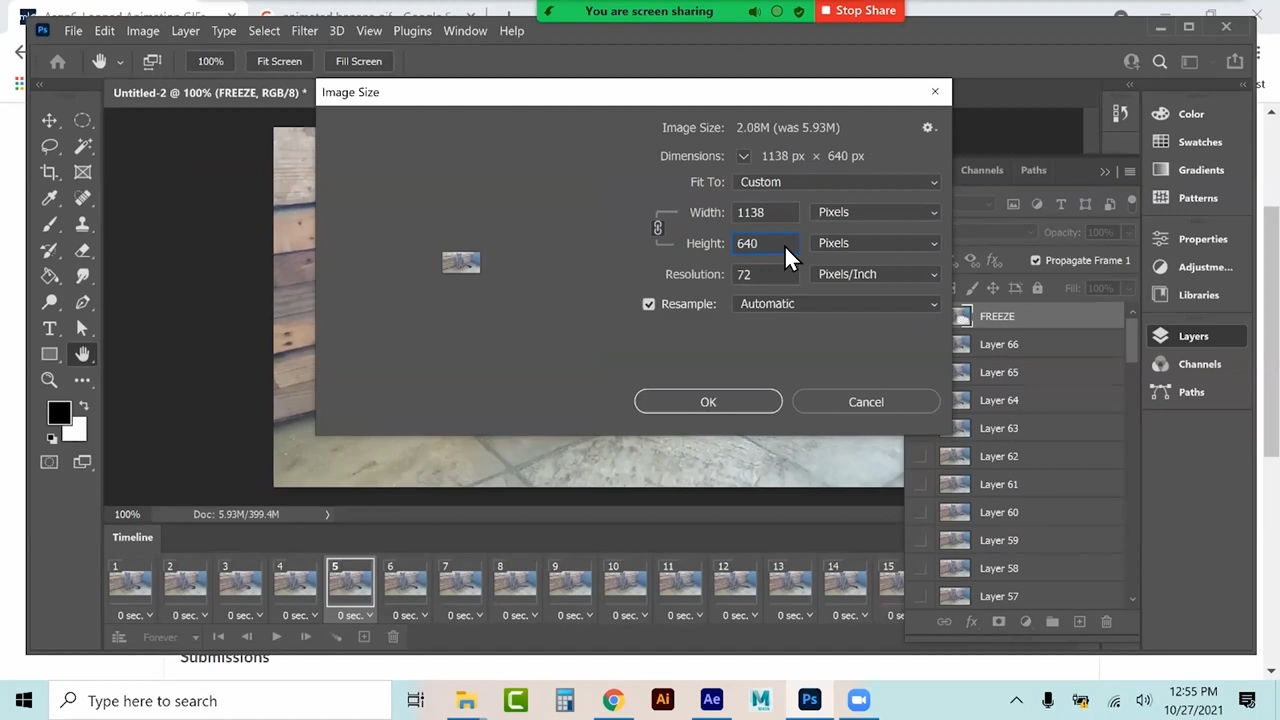 You are screen sharing
Stop Share
Ps
File Edit Image Layer Type Select Filter 3D View Plugins Window Help
100% Fit Screen Fill Screen
Untitled-2 @ 100% (FREEZE, RGB/8) *
Image Size
Image Size: 2.08M (was 5.93M)
Dimensions: 1138 px × 640 px
Fit To: Custom
Width: 1138 Pixels
Height: 640 Pixels
Resolution: 72 Pixels/Inch
Resample: Automatic
OK Cancel
Channels Paths
Opacity: 100%
Propagate Frame 1
Fill: 100%
FREEZE
Layer 66
Layer 65
Layer 64
Layer 63
Layer 62
Layer 61
Layer 60
Layer 59
Layer 58
Layer 57
Color
Swatches
Gradients
Patterns
Properties
Adjustme...
Libraries
Layers
Channels
Paths
100% Doc: 5.93M/399.4M
Timeline
1 2 3 4 5 6 7 8 9 10 11 12 13 14 15
0 sec. 0 sec. 0 sec. 0 sec. 0 sec. 0 sec. 0 sec. 0 sec. 0 sec. 0 sec. 0 sec. 0 sec. 0 sec. 0 sec. 0 sec.
Forever
Submissions
Type here to search
Ai Ae M Ps
12:55 PM
10/27/2021